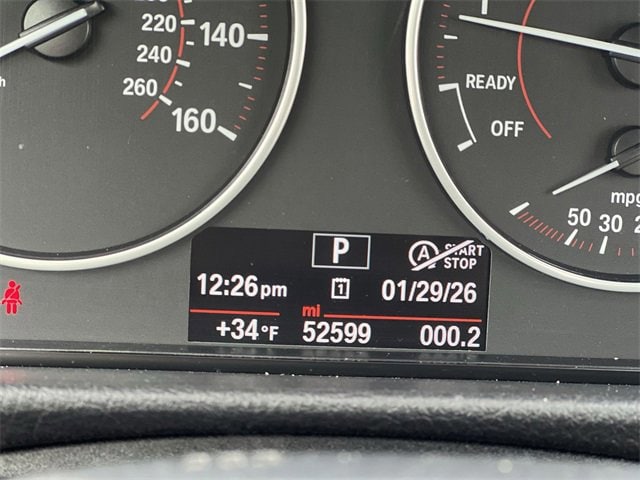 220
140
240
260
160
READY
OFF
mpg
50 30
P
A START
STOP
12:26pm 1 01/29/26
mi
+34°F 52599 000.2